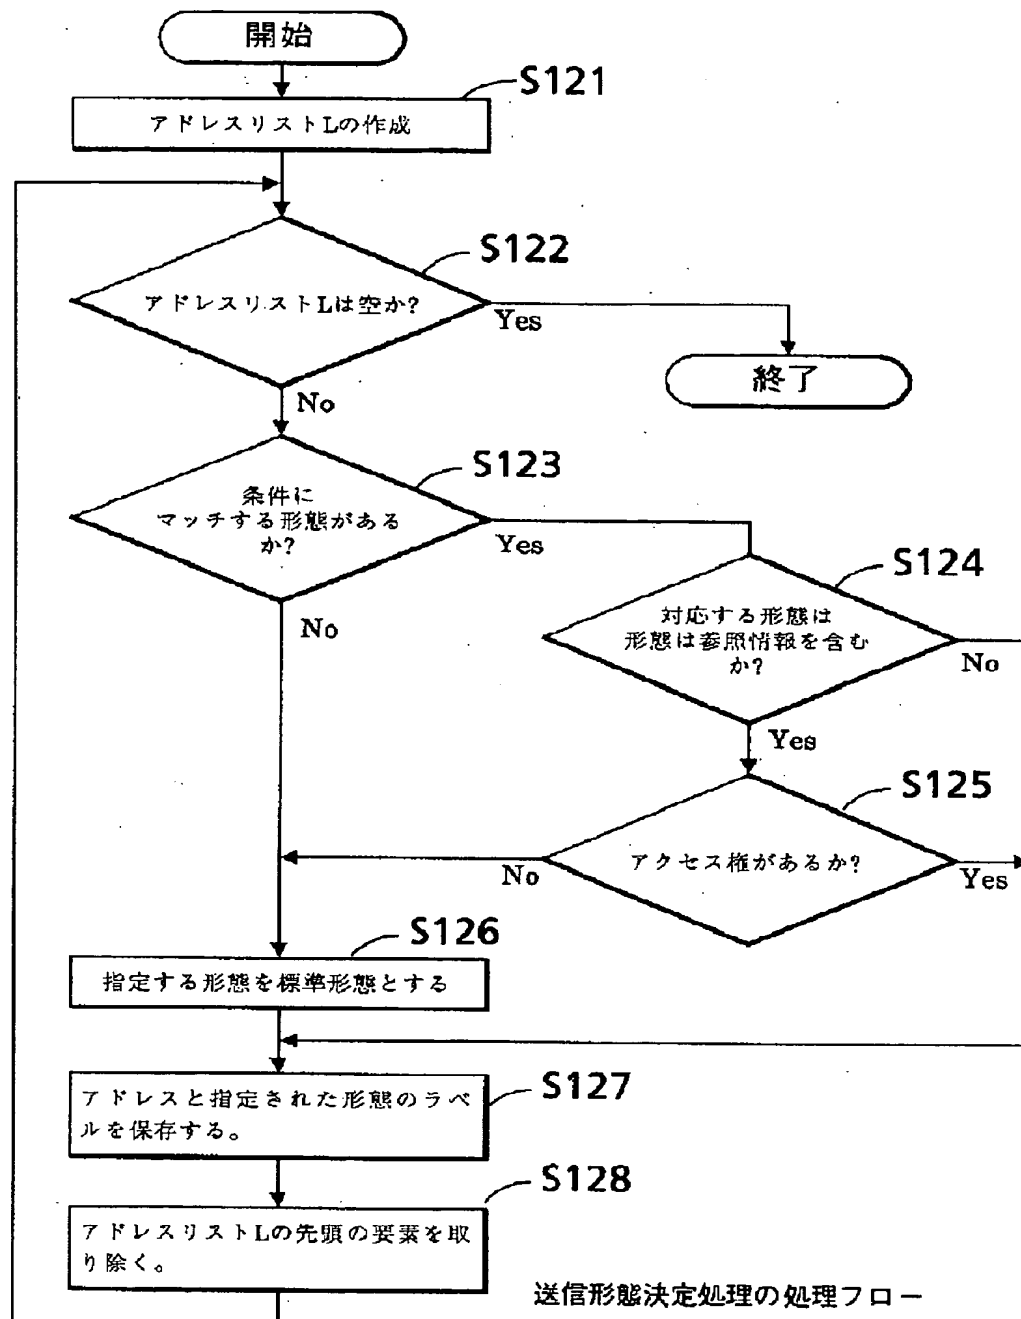 開始
S121
アドレスリストLの作成
S122
アドレスリストLは空か?
Yes
終了
No
S123
条件に
マッチする形態がある
か?
Yes
No
S124
対応する形態は
形態は参照情報を含む
か?
No
Yes
S125
アクセス権があるか?
No
Yes
S126
指定する形態を標準形態とする
S127
アドレスと指定された形態のラベ
ルを保存する。
S128
アドレスリストLの先頭の要素を取
り除く。
送信形態決定処理の処理フロー